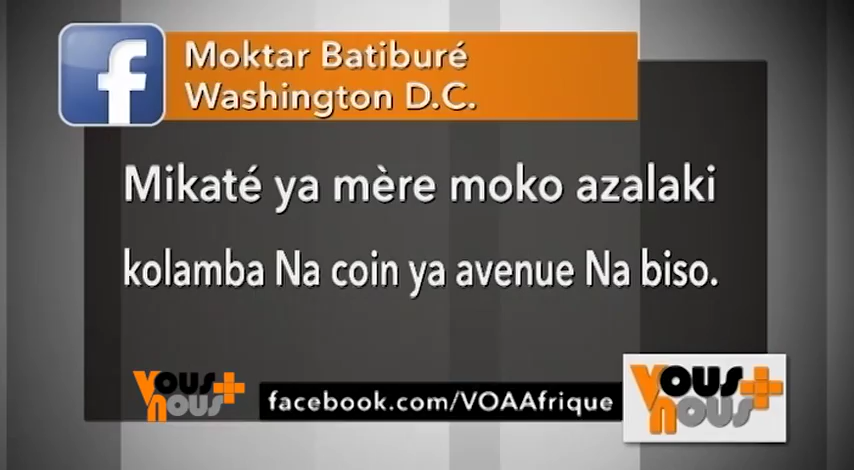 f
Moktar Batiburé
Washington D.C.
Mikaté ya mère moko azalaki
kolamba Na coin ya avenue Na biso.
Vous + nous
facebook.com/VOAAfrique
Vous + nous